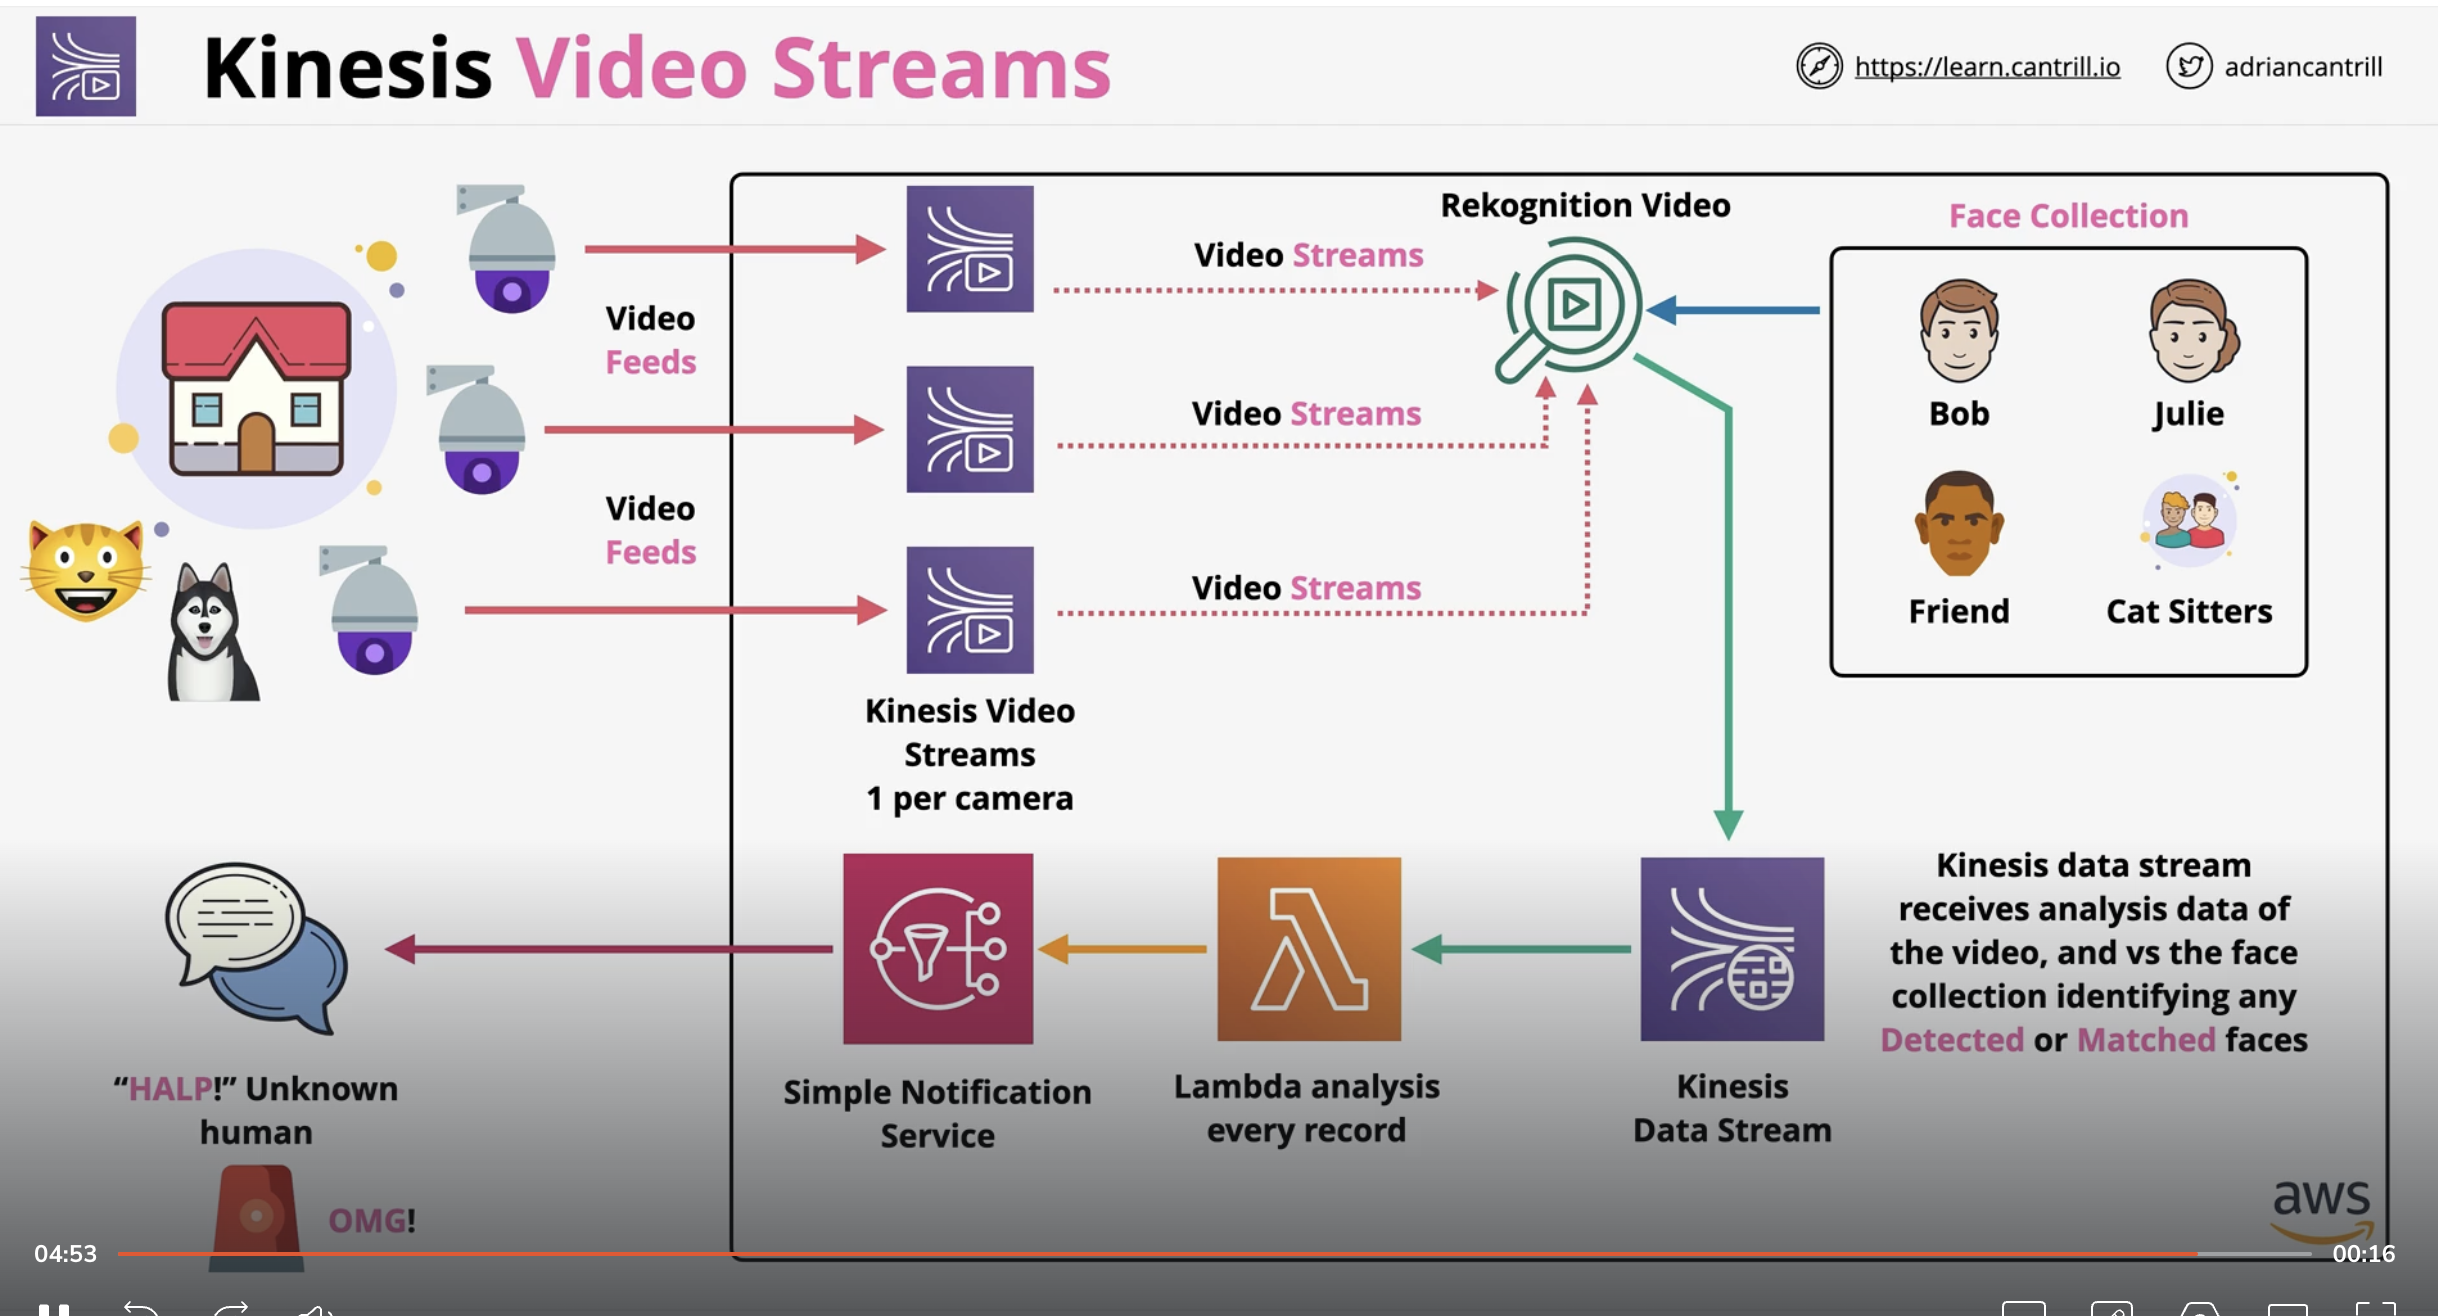 Kinesis Video Streams
https://learn.cantrill.io
adriancantrill
Rekognition Video
Face Collection
Video Streams
Video
Feeds
Bob
Julie
Video Streams
Video
Feeds
Video Streams
Friend
Cat Sitters
Kinesis Video
Streams
1 per camera
Kinesis data stream
receives analysis data of
the video, and vs the face
collection identifying any
Detected or Matched faces
“HALP!” Unknown
human
Simple Notification
Service
Lambda analysis
every record
Kinesis
Data Stream
OMG!
aws
04:53
00:16